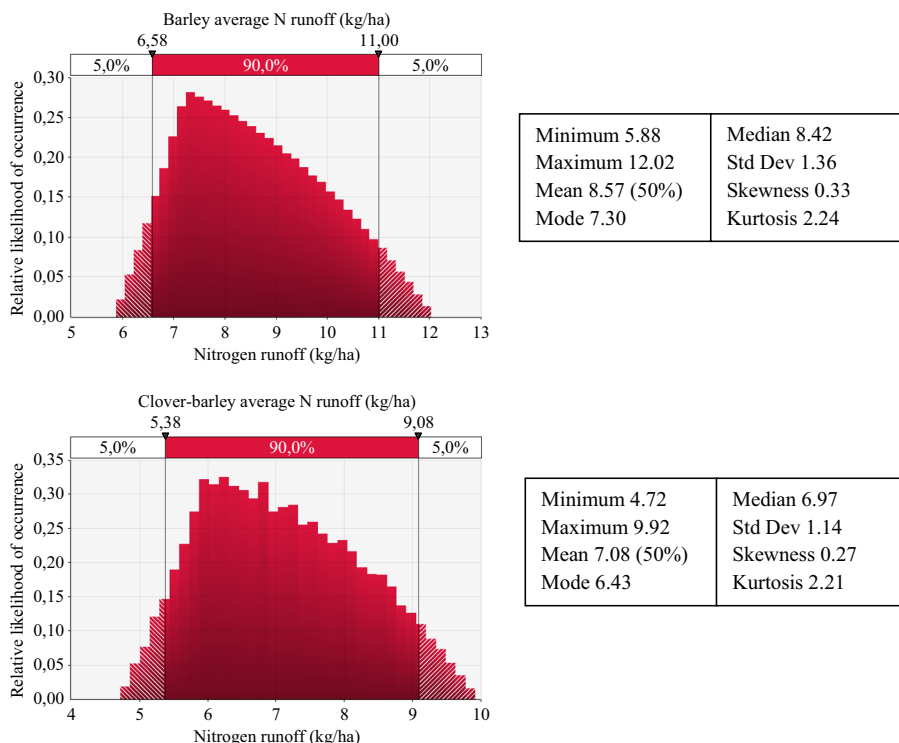 Barley average N runoff (kg/ha)
6,58 11,00
5,0% 90,0% 5,0%
Relative likelihood of occurrence
0,30
0,25
0,20
0,15
0,10
0,05
0,00
5 6 7 8 9 10 11 12 13
Nitrogen runoff (kg/ha)
Minimum 5.88
Maximum 12.02
Mean 8.57 (50%)
Mode 7.30
Median 8.42
Std Dev 1.36
Skewness 0.33
Kurtosis 2.24
Clover-barley average N runoff (kg/ha)
5,38 9,08
5,0% 90,0% 5,0%
Relative likelihood of occurrence
0,35
0,30
0,25
0,20
0,15
0,10
0,05
0,00
4 5 6 7 8 9 10
Nitrogen runoff (kg/ha)
Minimum 4.72
Maximum 9.92
Mean 7.08 (50%)
Mode 6.43
Median 6.97
Std Dev 1.14
Skewness 0.27
Kurtosis 2.21